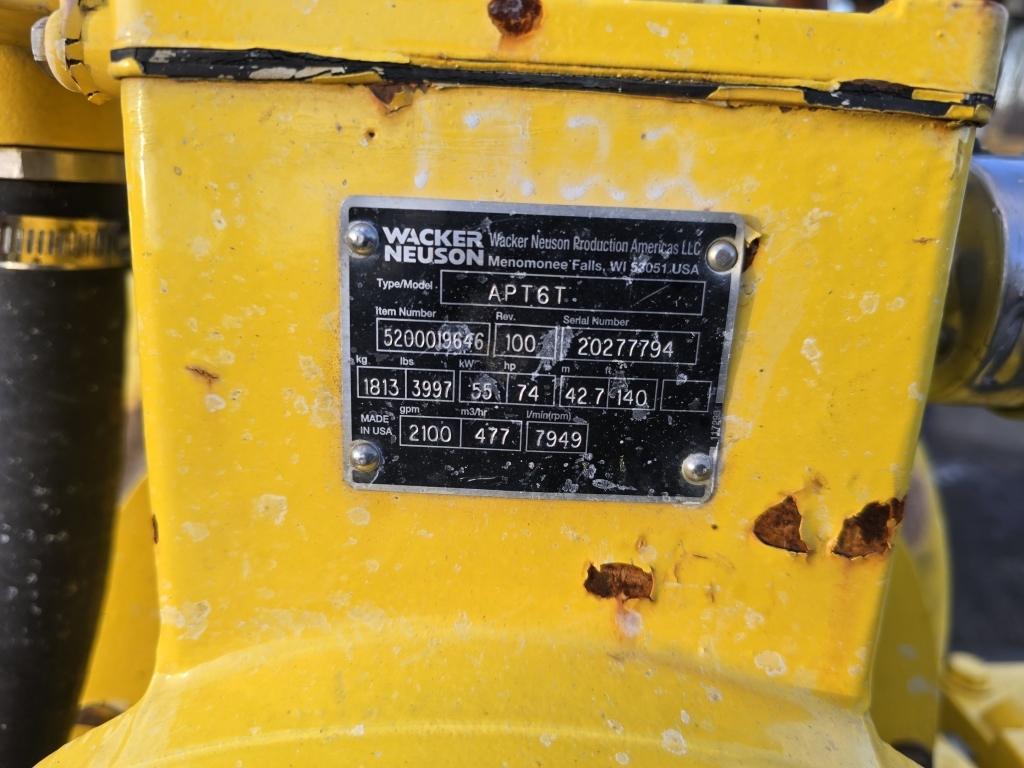 WACKER NEUSON
Wacker Neuson Production Americas LLC
Menomonee Falls, WI 53051 USA
Type/Model APT6T
Item Number Rev. Serial Number
5200019646 100 20277794
kg lbs kW hp m ft
1813 3997 55 74 42.7 140
gpm m3/hr l/min(rpm)
MADE IN USA 2100 477 7949